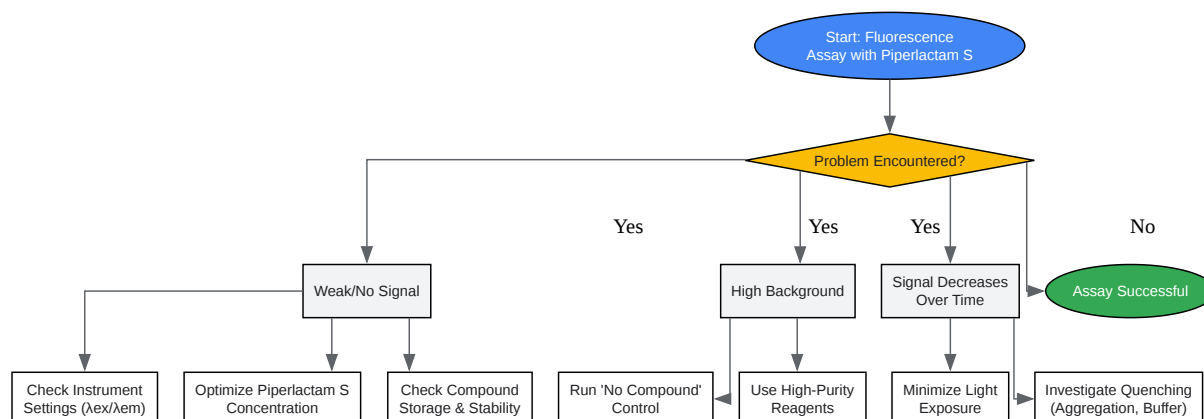 Start: Fluorescence
Assay with Piperlactam S
Problem Encountered?
Yes
Yes
Yes
No
Weak/No Signal
High Background
Signal Decreases
Over Time
Assay Successful
Check Instrument
Settings (λex/λem)
Optimize Piperlactam S
Concentration
Check Compound
Storage & Stability
Run 'No Compound'
Control
Use High-Purity
Reagents
Minimize Light
Exposure
Investigate Quenching
(Aggregation, Buffer)